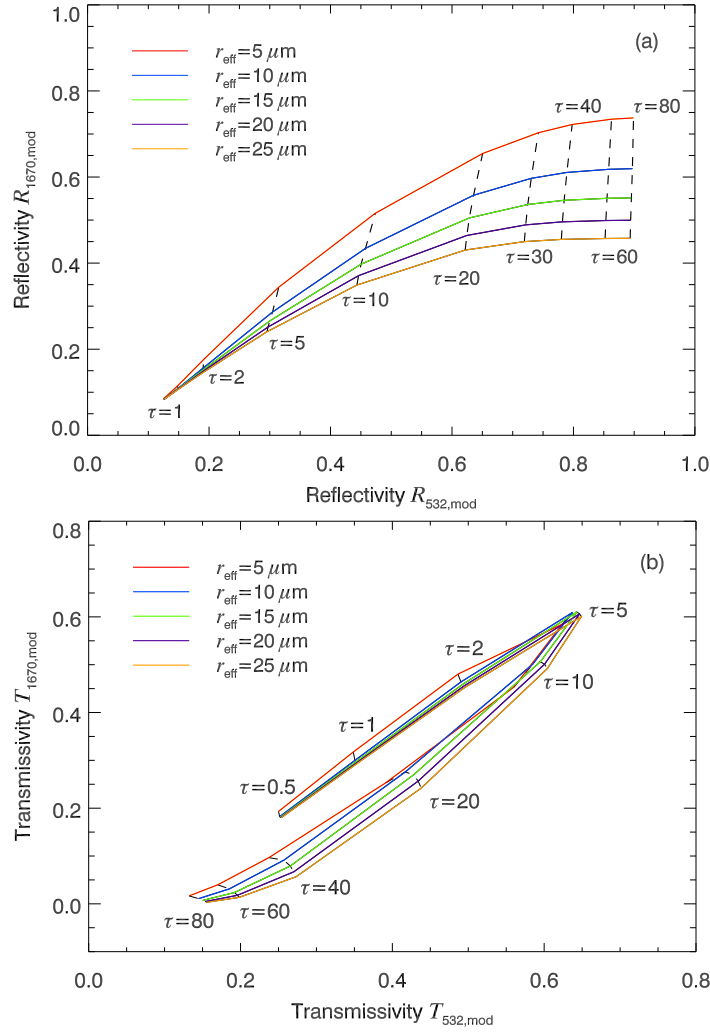 (a)
r_eff=5 μm
r_eff=10 μm
r_eff=15 μm
r_eff=20 μm
r_eff=25 μm
1.0
0.8
0.6
0.4
0.2
0.0
Reflectivity R_1670,mod
τ=40 τ=80
τ=20 τ=30 τ=60
τ=10
τ=5
τ=2
τ=1
0.0 0.2 0.4 0.6 0.8 1.0
Reflectivity R_532,mod
(b)
r_eff=5 μm
r_eff=10 μm
r_eff=15 μm
r_eff=20 μm
r_eff=25 μm
0.8
0.6
0.4
0.2
0.0
Transmissivity T_1670,mod
τ=5
τ=2
τ=10
τ=1
τ=0.5
τ=20
τ=40
τ=60
τ=80
0.0 0.2 0.4 0.6 0.8
Transmissivity T_532,mod